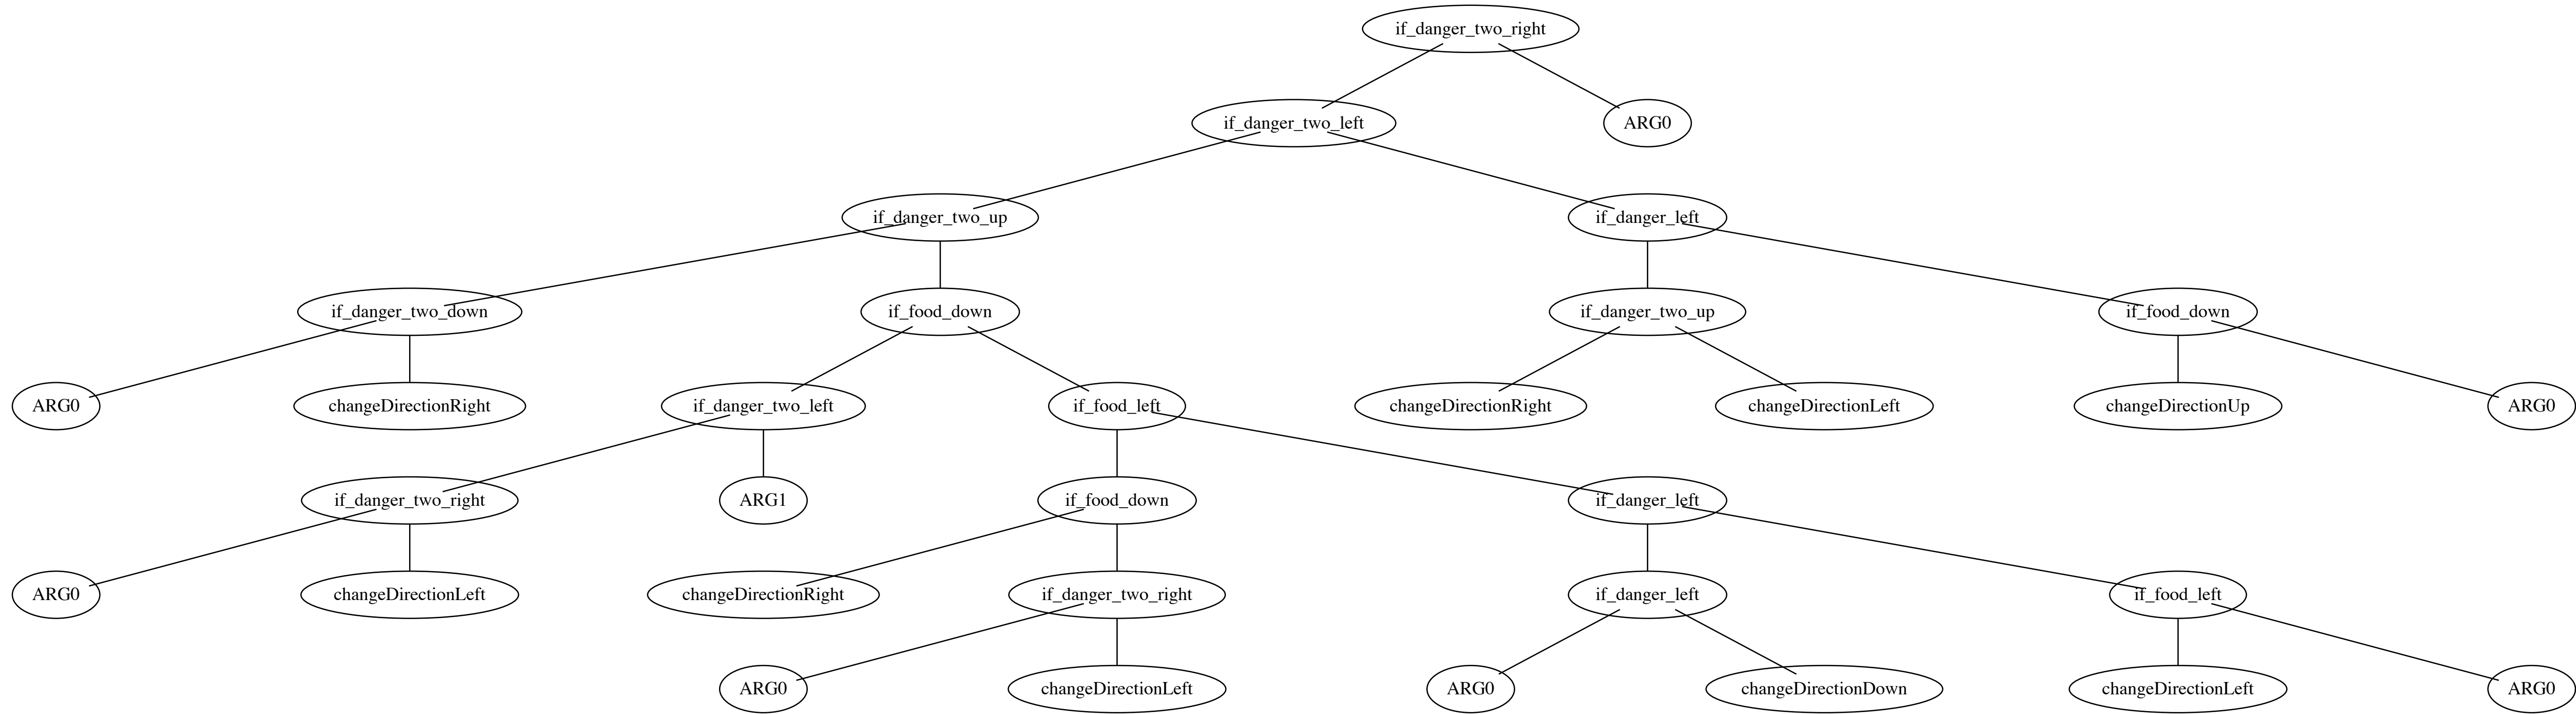 if_danger_two_right
if_danger_two_left
ARG0
if_danger_two_up
if_danger_left
if_danger_two_down
if_food_down
if_danger_two_up
if_food_down
ARG0
changeDirectionRight
if_danger_two_left
if_food_left
changeDirectionRight
changeDirectionLeft
changeDirectionUp
ARG0
if_danger_two_right
ARG1
if_food_down
if_danger_left
ARG0
changeDirectionLeft
changeDirectionRight
if_danger_two_right
if_danger_left
if_food_left
ARG0
changeDirectionLeft
ARG0
changeDirectionDown
changeDirectionLeft
ARG0